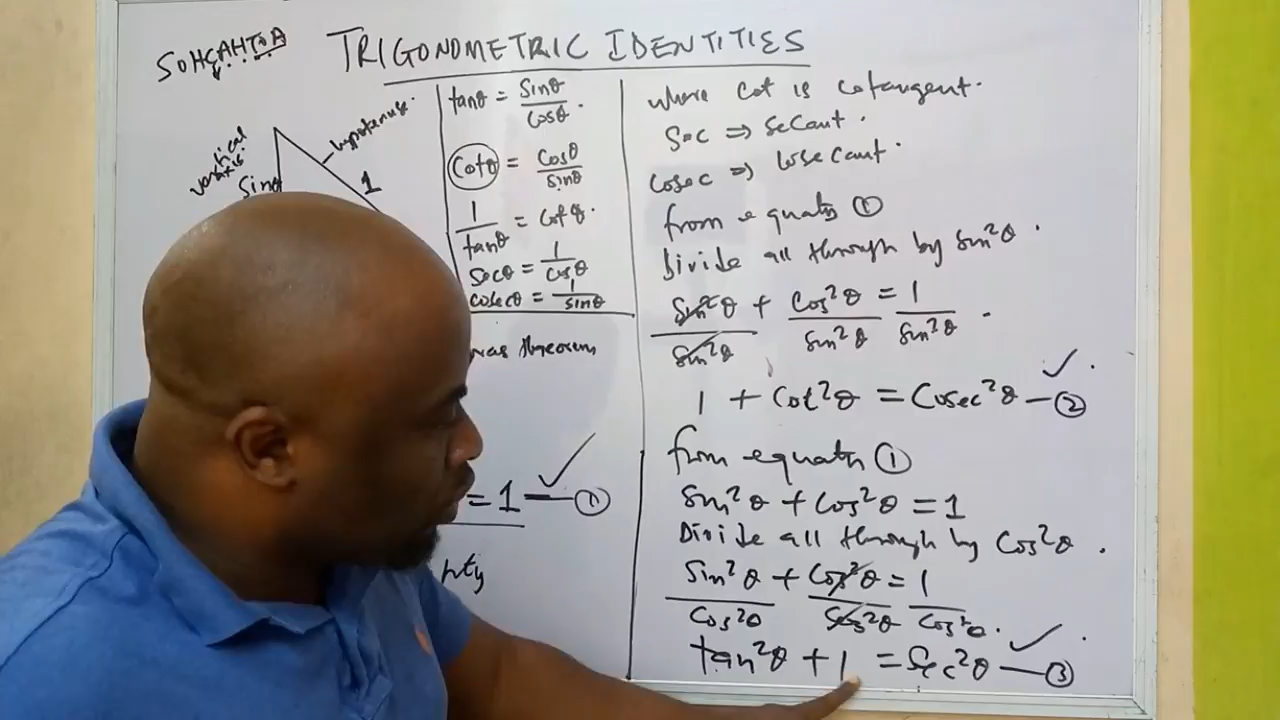 SOHCAHTOA
TRIGONOMETRIC IDENTITIES
vertical axis
hypotenuse.
Sinθ
1
tanθ = Sinθ/Cosθ.
Cotθ = Cosθ/Sinθ
1/tanθ = Cotθ.
Secθ = 1/Cosθ
Cosecθ = 1/Sinθ
ras theorem
= 1 — ①
where Cot is cotangent.
Sec ⇒ Secant.
Cosec ⇒ Cosecant.
from equatn ①
Divide all through by Sin²θ.
Sin²θ/Sin²θ + Cos²θ/Sin²θ = 1/Sin²θ.
1 + Cot²θ = Cosec²θ — ② ✓.
from equatn ①
Sin²θ + Cos²θ = 1
Divide all through by Cos²θ.
Sin²θ/Cos²θ + Cos²θ/Cos²θ = 1/Cos²θ.
tan²θ + 1 = Sec²θ — ③ ✓.